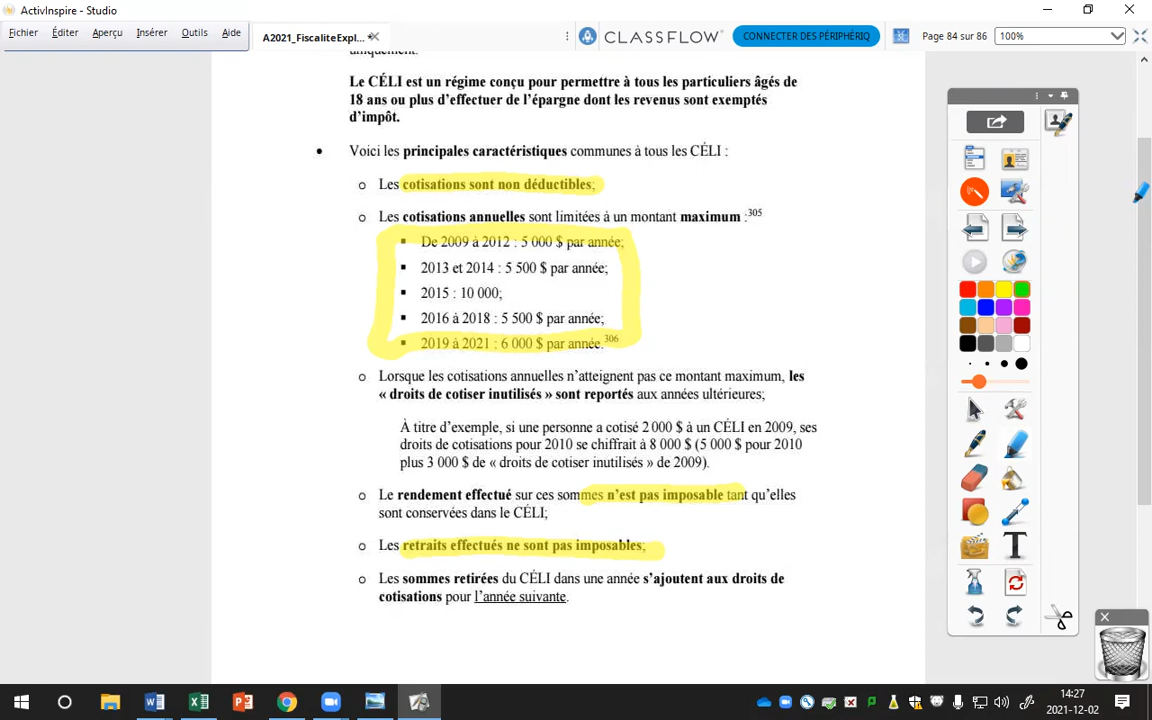 ActivInspire - Studio
Fichier Éditer Aperçu Insérer Outils Aide
A2021_FiscaliteExpl...
CLASSFLOW
CONNECTER DES PÉRIPHÉRIQ
Page 84 sur 86
100%
uniquement.
Le CÉLI est un régime conçu pour permettre à tous les particuliers âgés de
18 ans ou plus d’effectuer de l’épargne dont les revenus sont exemptés
d’impôt.
• Voici les principales caractéristiques communes à tous les CÉLI :
o Les cotisations sont non déductibles;
o Les cotisations annuelles sont limitées à un montant maximum :305
▪ De 2009 à 2012 : 5 000 $ par année;
▪ 2013 et 2014 : 5 500 $ par année;
▪ 2015 : 10 000;
▪ 2016 à 2018 : 5 500 $ par année;
▪ 2019 à 2021 : 6 000 $ par année.306
o Lorsque les cotisations annuelles n’atteignent pas ce montant maximum, les
« droits de cotiser inutilisés » sont reportés aux années ultérieures;
À titre d’exemple, si une personne a cotisé 2 000 $ à un CÉLI en 2009, ses
droits de cotisations pour 2010 se chiffrait à 8 000 $ (5 000 $ pour 2010
plus 3 000 $ de « droits de cotiser inutilisés » de 2009).
o Le rendement effectué sur ces sommes n’est pas imposable tant qu’elles
sont conservées dans le CÉLI;
o Les retraits effectués ne sont pas imposables;
o Les sommes retirées du CÉLI dans une année s’ajoutent aux droits de
cotisations pour l’année suivante.
14:27
2021-12-02